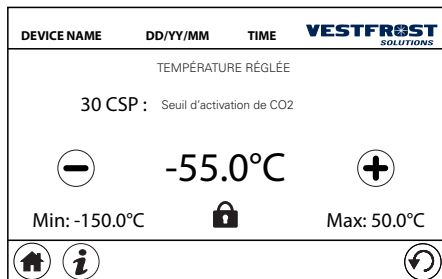 DEVICE NAME DD/YY/MM TIME VESTFROST
SOLUTIONS
TEMPÉRATURE RÉGLÉE
30 CSP : Seuil d'activation de CO2
-55.0°C
Min: -150.0°C Max: 50.0°C
i